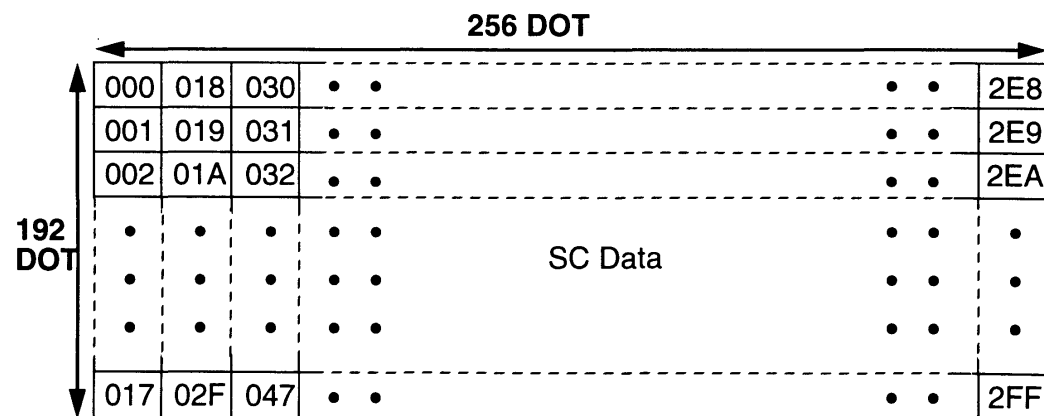 256 DOT
000 018 030 • • • • 2E8
001 019 031 • • • • 2E9
002 01A 032 • • • • 2EA
192 DOT
• • • • • • • •
SC Data
• • • • • • • •
• • • • • • • •
017 02F 047 • • • • 2FF